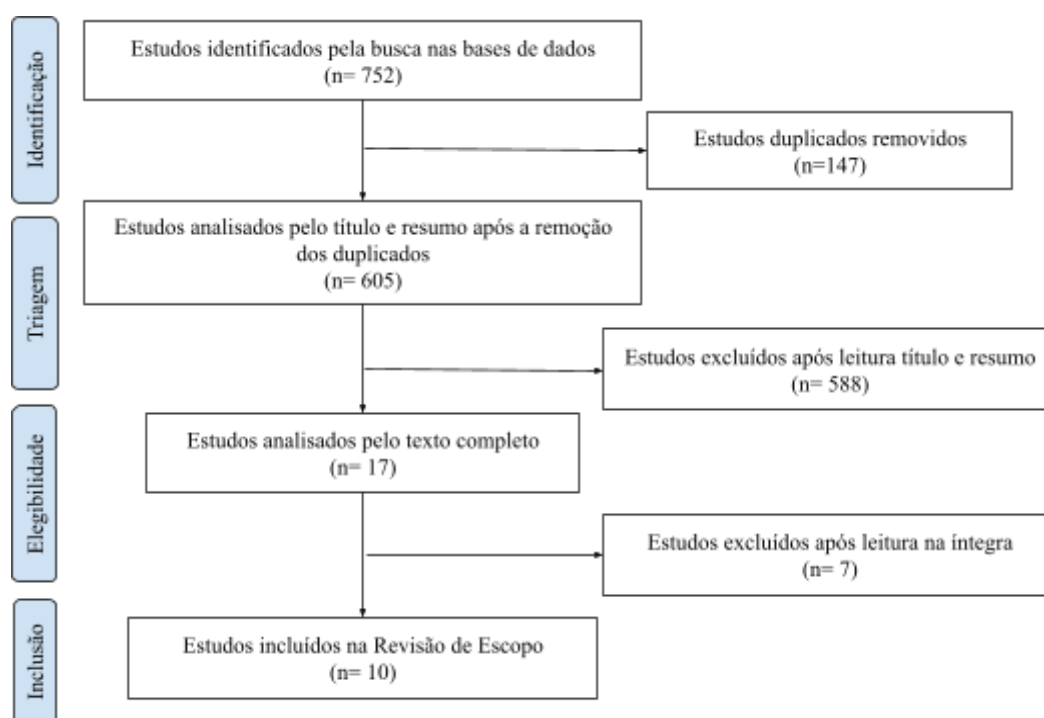 Identificação
Estudos identificados pela busca nas bases de dados
(n= 752)
Estudos duplicados removidos
(n=147)
Triagem
Estudos analisados pelo título e resumo após a remoção
dos duplicados
(n= 605)
Estudos excluídos após leitura título e resumo
(n= 588)
Elegibilidade
Estudos analisados pelo texto completo
(n= 17)
Estudos excluídos após leitura na íntegra
(n= 7)
Inclusão
Estudos incluídos na Revisão de Escopo
(n= 10)